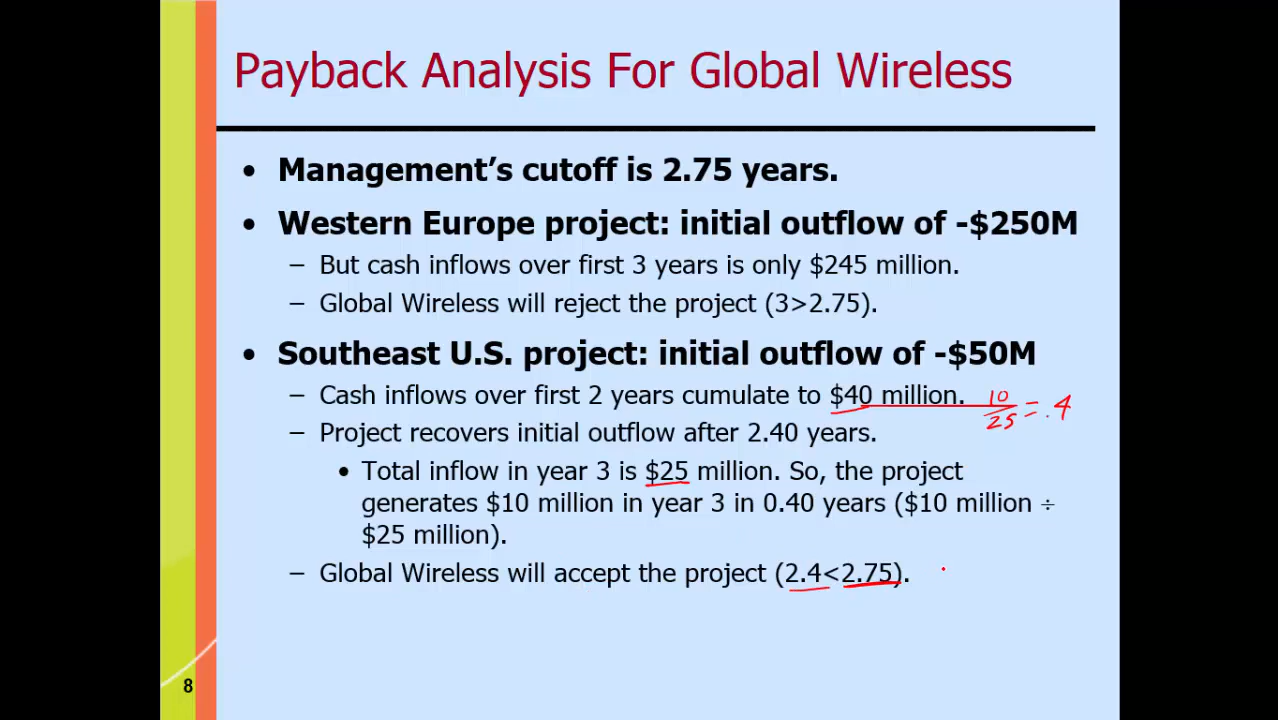 Payback Analysis For Global Wireless
• Management's cutoff is 2.75 years.
• Western Europe project: initial outflow of -$250M
– But cash inflows over first 3 years is only $245 million.
– Global Wireless will reject the project (3>2.75).
• Southeast U.S. project: initial outflow of -$50M
– Cash inflows over first 2 years cumulate to $40 million. 10/25 = .4
– Project recovers initial outflow after 2.40 years.
• Total inflow in year 3 is $25 million. So, the project
generates $10 million in year 3 in 0.40 years ($10 million ÷
$25 million).
– Global Wireless will accept the project (2.4<2.75).
8